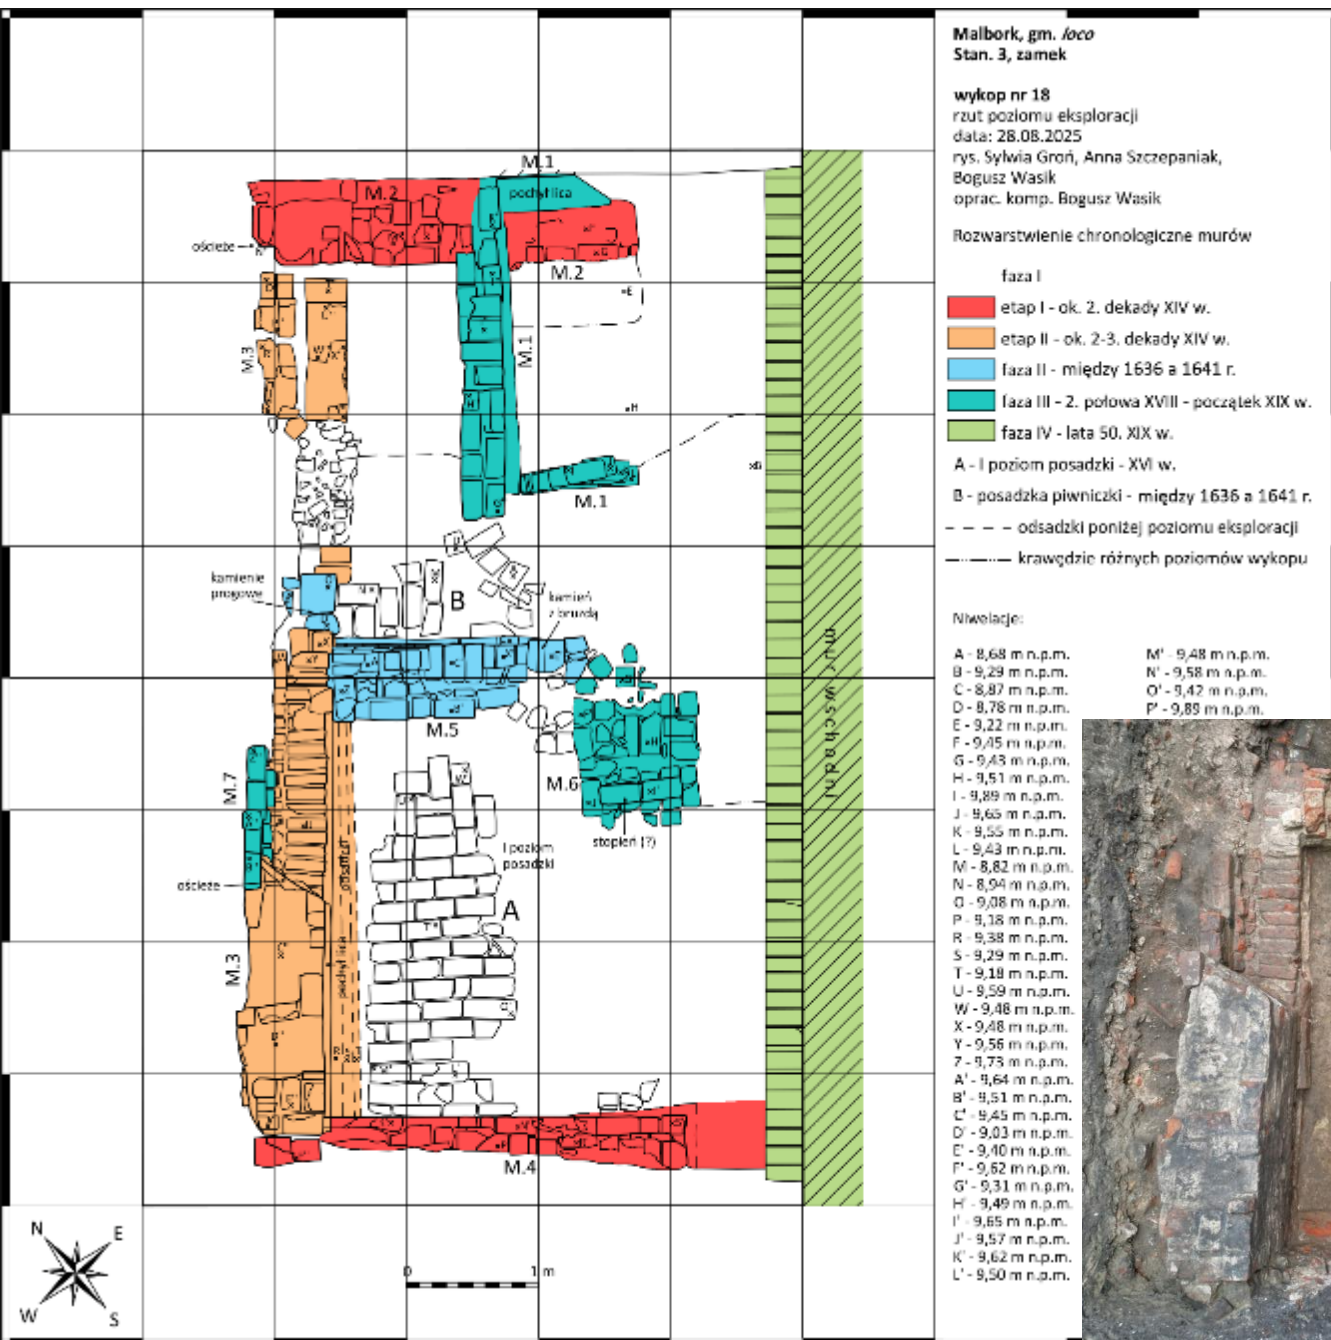 Malbork, gm. loco
Stan. 3, zamek
wykop nr 18
rzut poziomu eksploracji
data: 28.08.2025
rys. Sylwia Groń, Anna Szczepaniak,
Bogusz Wasik
oprac. komp. Bogusz Wasik
Rozwarstwienie chronologiczne murów
faza I
etap I - ok. 2. dekady XIV w.
etap II - ok. 2-3. dekady XIV w.
faza II - między 1636 a 1641 r.
faza III - 2. połowa XVIII - początek XIX w.
faza IV - lata 50. XIX w.
A - I poziom posadzki - XVI w.
B - posadzka piwniczki - między 1636 a 1641 r.
odsadzki poniżej poziomu eksploracji
krawędzie różnych poziomów wykopu
Niwelacje:
A - 8,68 m n.p.m.
B - 9,29 m n.p.m.
C - 8,87 m n.p.m.
D - 8,78 m n.p.m.
E - 9,22 m n.p.m.
F - 9,45 m n.p.m.
G - 9,43 m n.p.m.
H - 9,51 m n.p.m.
I - 9,89 m n.p.m.
J - 9,65 m n.p.m.
K - 9,55 m n.p.m.
L - 9,43 m n.p.m.
M - 8,82 m n.p.m.
N - 8,94 m n.p.m.
O - 9,08 m n.p.m.
P - 9,18 m n.p.m.
R - 9,38 m n.p.m.
S - 9,29 m n.p.m.
T - 9,18 m n.p.m.
U - 9,59 m n.p.m.
W - 9,48 m n.p.m.
X - 9,48 m n.p.m.
Y - 9,56 m n.p.m.
Z - 9,73 m n.p.m.
A' - 9,64 m n.p.m.
B' - 9,51 m n.p.m.
C' - 9,45 m n.p.m.
D' - 9,03 m n.p.m.
E' - 9,40 m n.p.m.
F' - 9,62 m n.p.m.
G' - 9,31 m n.p.m.
H' - 9,49 m n.p.m.
I' - 9,65 m n.p.m.
J' - 9,57 m n.p.m.
K' - 9,62 m n.p.m.
L' - 9,50 m n.p.m.
M' - 9,48 m n.p.m.
N' - 9,58 m n.p.m.
O' - 9,42 m n.p.m.
P' - 9,89 m n.p.m.
M.1
M.2
pochylica
ościeże
M.2
M.3
M.1
M.1
kamienie
progowe
B
kamień
z bruzdą
mur wschodni
M.5
M.7
M.6
stopień (?)
I poziom
posadzki
odsadzka
ościeże
A
M.3
pochylica
M.4
N
E
W
S
0
1 m